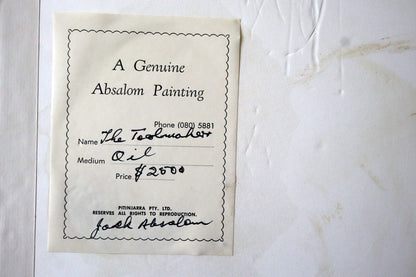 A Genuine
Absalom Painting
Phone (080) 5881
Name The Toolmakers
Medium Oil
Price $2500
PITINJARRA PTY. LTD.
RESERVES ALL RIGHTS TO REPRODUCTION.
Jack Absalom